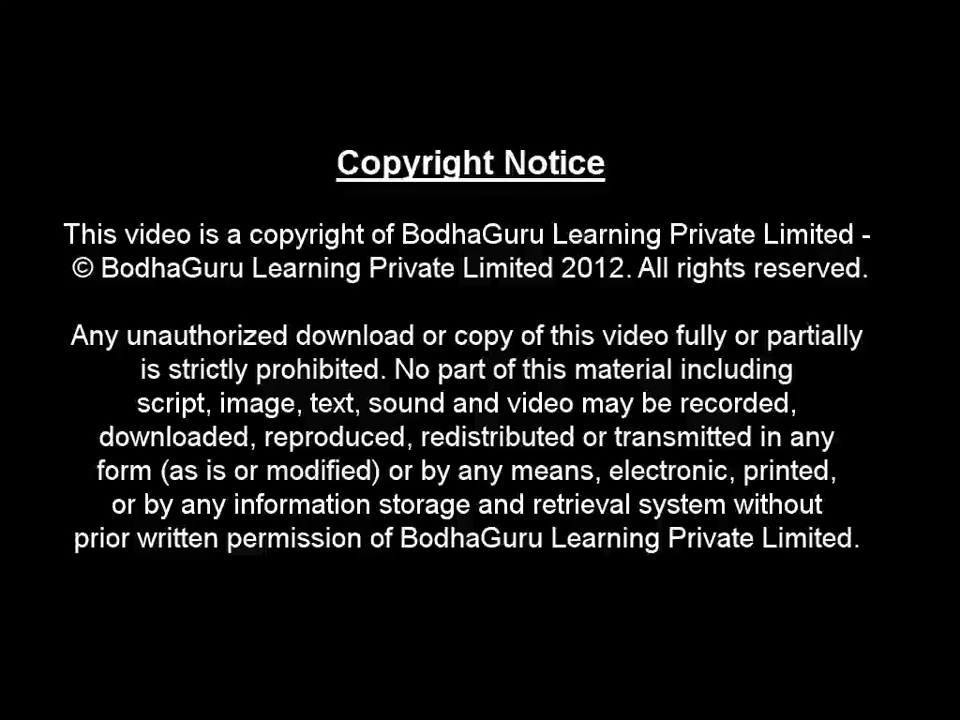 Copyright Notice
This video is a copyright of BodhaGuru Learning Private Limited -
© BodhaGuru Learning Private Limited 2012. All rights reserved.
Any unauthorized download or copy of this video fully or partially
is strictly prohibited. No part of this material including
script, image, text, sound and video may be recorded,
downloaded, reproduced, redistributed or transmitted in any
form (as is or modified) or by any means, electronic, printed,
or by any information storage and retrieval system without
prior written permission of BodhaGuru Learning Private Limited.